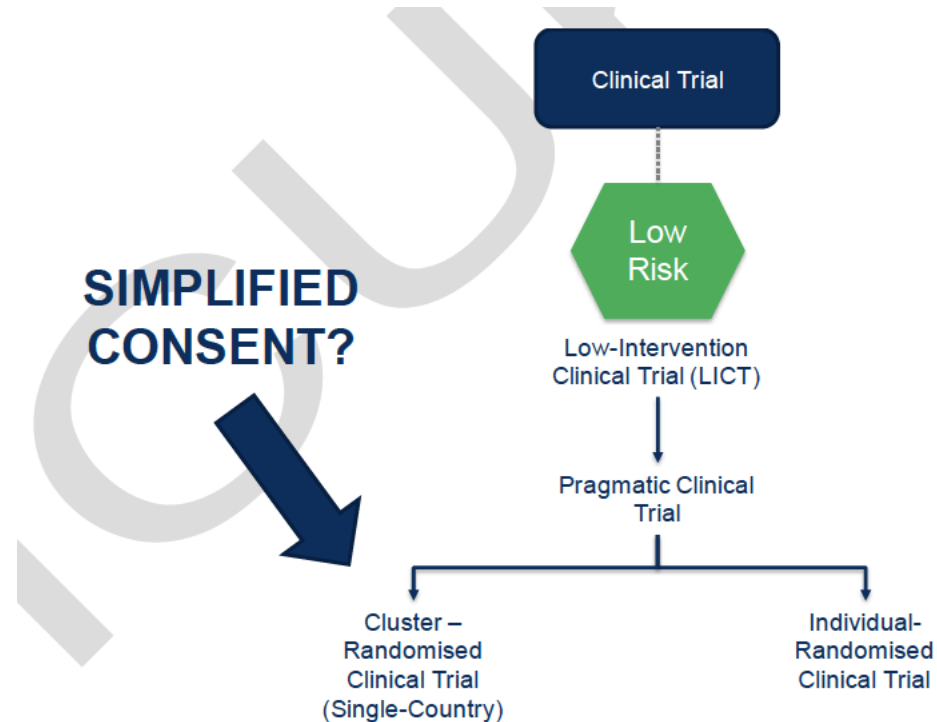 Clinical Trial
Low
Risk
SIMPLIFIED
CONSENT?
Low-Intervention
Clinical Trial (LICT)
Pragmatic Clinical
Trial
Cluster –
Randomised
Clinical Trial
(Single-Country)
Individual-
Randomised
Clinical Trial